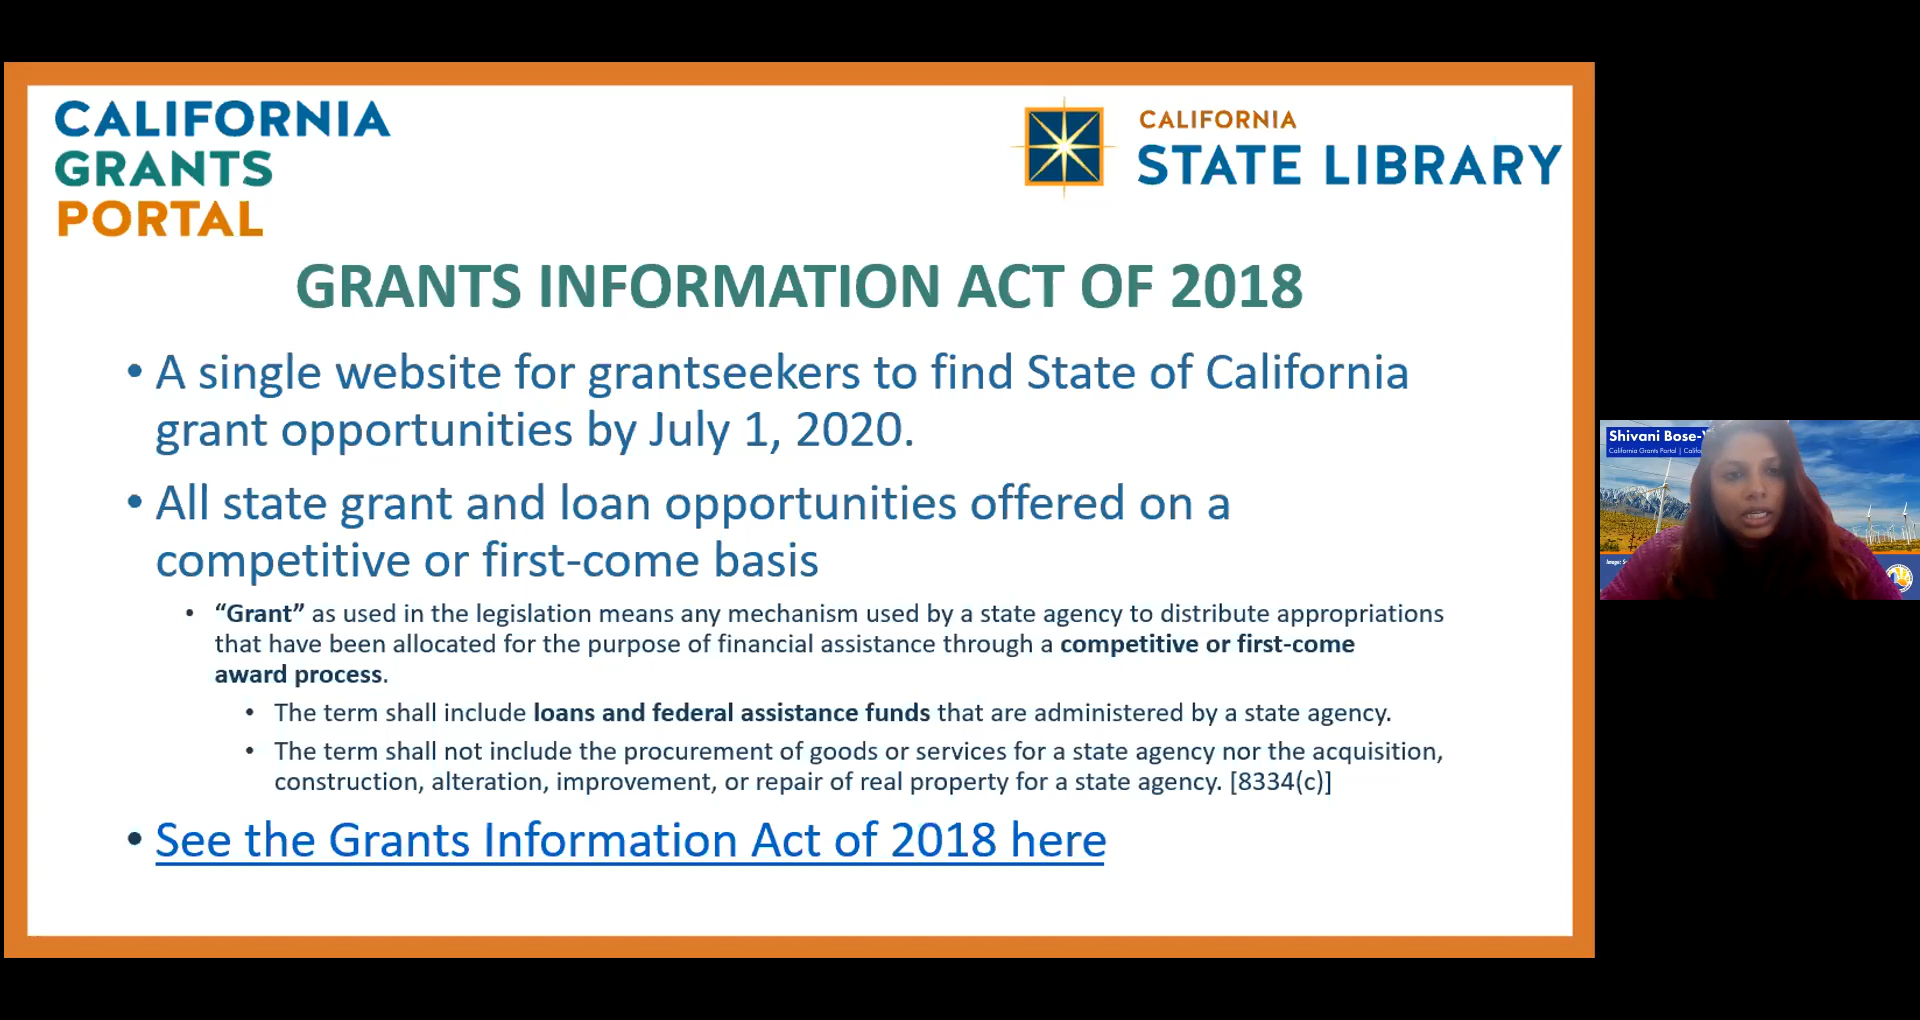 CALIFORNIA
GRANTS
PORTAL
CALIFORNIA
STATE LIBRARY
GRANTS INFORMATION ACT OF 2018
• A single website for grantseekers to find State of California
grant opportunities by July 1, 2020.
• All state grant and loan opportunities offered on a
competitive or first-come basis
• “Grant” as used in the legislation means any mechanism used by a state agency to distribute appropriations
that have been allocated for the purpose of financial assistance through a competitive or first-come
award process.
• The term shall include loans and federal assistance funds that are administered by a state agency.
• The term shall not include the procurement of goods or services for a state agency nor the acquisition,
construction, alteration, improvement, or repair of real property for a state agency. [8334(c)]
• See the Grants Information Act of 2018 here
Shivani Bose-
California Grants Portal |
Image: